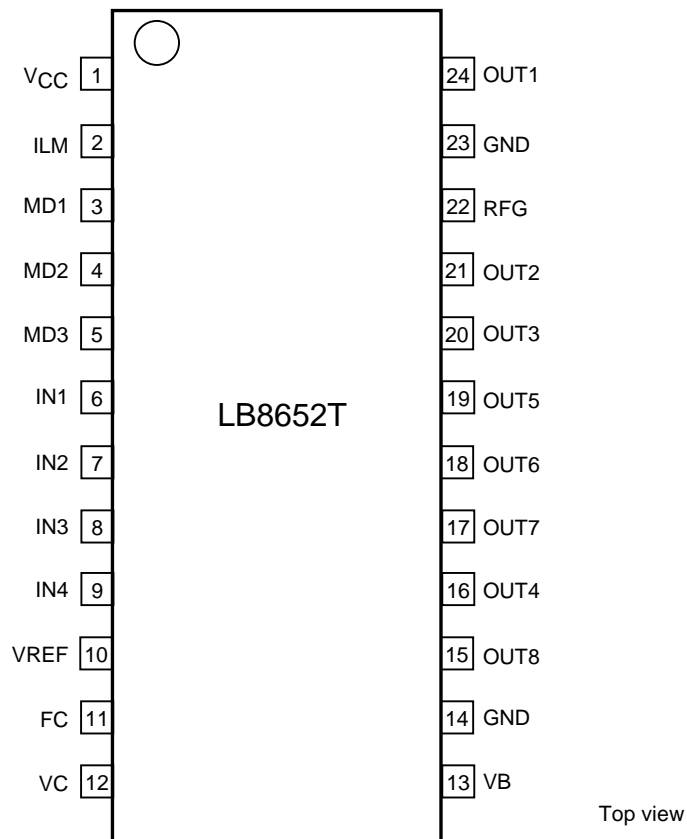 VCC 1 24 OUT1
ILM 2 23 GND
MD1 3 22 RFG
MD2 4 21 OUT2
MD3 5 20 OUT3
IN1 6 19 OUT5
LB8652T
IN2 7 18 OUT6
IN3 8 17 OUT7
IN4 9 16 OUT4
VREF 10 15 OUT8
FC 11 14 GND
VC 12 13 VB
Top view